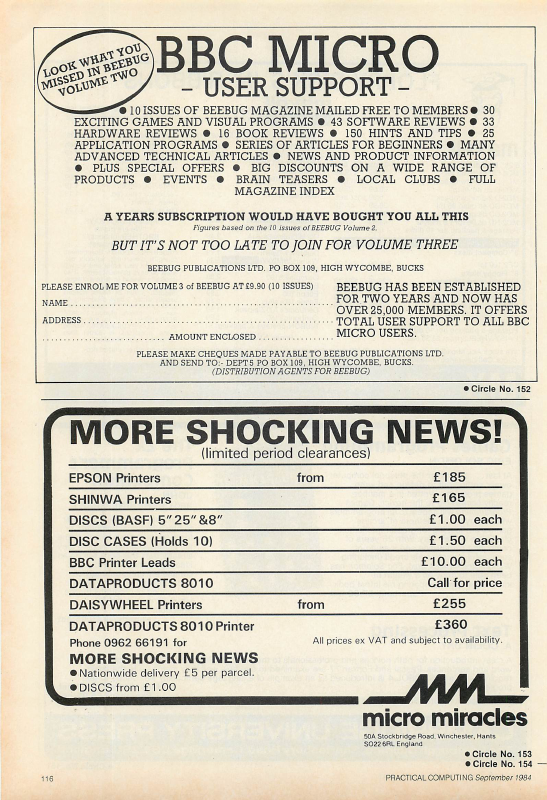 LOOK WHAT YOU
MISSED IN BEEBUG
VOLUME TWO
BBC MICRO
- USER SUPPORT -
● 10 ISSUES OF BEEBUG MAGAZINE MAILED FREE TO MEMBERS ● 30
EXCITING GAMES AND VISUAL PROGRAMS ● 43 SOFTWARE REVIEWS ● 33
HARDWARE REVIEWS ● 16 BOOK REVIEWS ● 150 HINTS AND TIPS ● 25
APPLICATION PROGRAMS ● SERIES OF ARTICLES FOR BEGINNERS ● MANY
ADVANCED TECHNICAL ARTICLES ● NEWS AND PRODUCT INFORMATION
● PLUS SPECIAL OFFERS ● BIG DISCOUNTS ON A WIDE RANGE OF
PRODUCTS ● EVENTS ● BRAIN TEASERS ● LOCAL CLUBS ● FULL
MAGAZINE INDEX
A YEARS SUBSCRIPTION WOULD HAVE BOUGHT YOU ALL THIS
Figures based on the 10 issues of BEEBUG Volume 2.
BUT IT'S NOT TOO LATE TO JOIN FOR VOLUME THREE
BEEBUG PUBLICATIONS LTD. PO BOX 109, HIGH WYCOMBE, BUCKS
PLEASE ENROL ME FOR VOLUME 3 of BEEBUG AT £9.90 (10 ISSUES)
NAME
ADDRESS
AMOUNT ENCLOSED
BEEBUG HAS BEEN ESTABLISHED
FOR TWO YEARS AND NOW HAS
OVER 25,000 MEMBERS. IT OFFERS
TOTAL USER SUPPORT TO ALL BBC
MICRO USERS.
PLEASE MAKE CHEQUES MADE PAYABLE TO BEEBUG PUBLICATIONS LTD.
AND SEND TO:- DEPT 5 PO BOX 109, HIGH WYCOMBE, BUCKS.
(DISTRIBUTION AGENTS FOR BEEBUG)
● Circle No. 152
MORE SHOCKING NEWS!
(limited period clearances)
EPSON Printers from £185
SHINWA Printers £165
DISCS (BASF) 5" 25" &8" £1.00 each
DISC CASES (Holds 10) £1.50 each
BBC Printer Leads £10.00 each
DATAPRODUCTS 8010 Call for price
DAISYWHEEL Printers from £255
DATAPRODUCTS 8010 Printer £360
Phone 0962 66191 for
All prices ex VAT and subject to availability.
MORE SHOCKING NEWS
● Nationwide delivery £5 per parcel.
● DISCS from £1.00
MM
micro miracles
50A Stockbridge Road, Winchester, Hants
SO22 6RL England
● Circle No. 153
● Circle No. 154
116
PRACTICAL COMPUTING September 1984